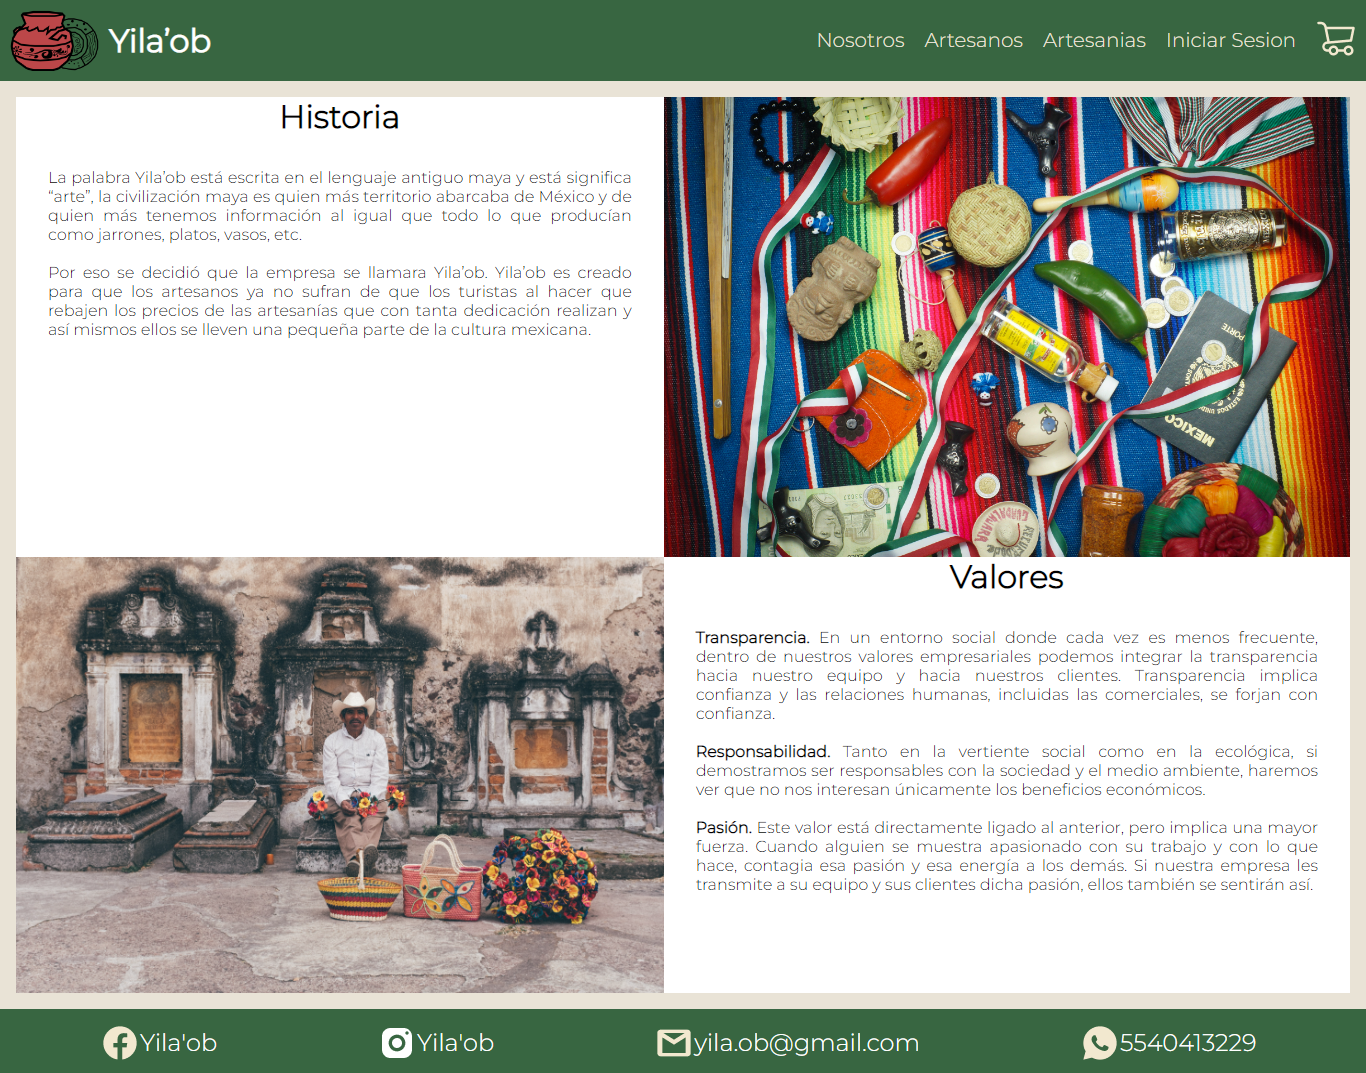 Yila’ob
Nosotros Artesanos Artesanias Iniciar Sesion
Historia
La palabra Yila’ob está escrita en el lenguaje antiguo maya y está significa
“arte”, la civilización maya es quien más territorio abarcaba de México y de
quien más tenemos información al igual que todo lo que producían
como jarrones, platos, vasos, etc.
Por eso se decidió que la empresa se llamara Yila’ob. Yila’ob es creado
para que los artesanos ya no sufran de que los turistas al hacer que
rebajen los precios de las artesanías que con tanta dedicación realizan y
así mismos ellos se lleven una pequeña parte de la cultura mexicana.
PORTE
MEXICO
Valores
Transparencia. En un entorno social donde cada vez es menos frecuente,
dentro de nuestros valores empresariales podemos integrar la transparencia
hacia nuestro equipo y hacia nuestros clientes. Transparencia implica
confianza y las relaciones humanas, incluidas las comerciales, se forjan con
confianza.
Responsabilidad. Tanto en la vertiente social como en la ecológica, si
demostramos ser responsables con la sociedad y el medio ambiente, haremos
ver que no nos interesan únicamente los beneficios económicos.
Pasión. Este valor está directamente ligado al anterior, pero implica una mayor
fuerza. Cuando alguien se muestra apasionado con su trabajo y con lo que
hace, contagia esa pasión y esa energía a los demás. Si nuestra empresa les
transmite a su equipo y sus clientes dicha pasión, ellos también se sentirán así.
Yila'ob
Yila'ob
yila.ob@gmail.com
5540413229